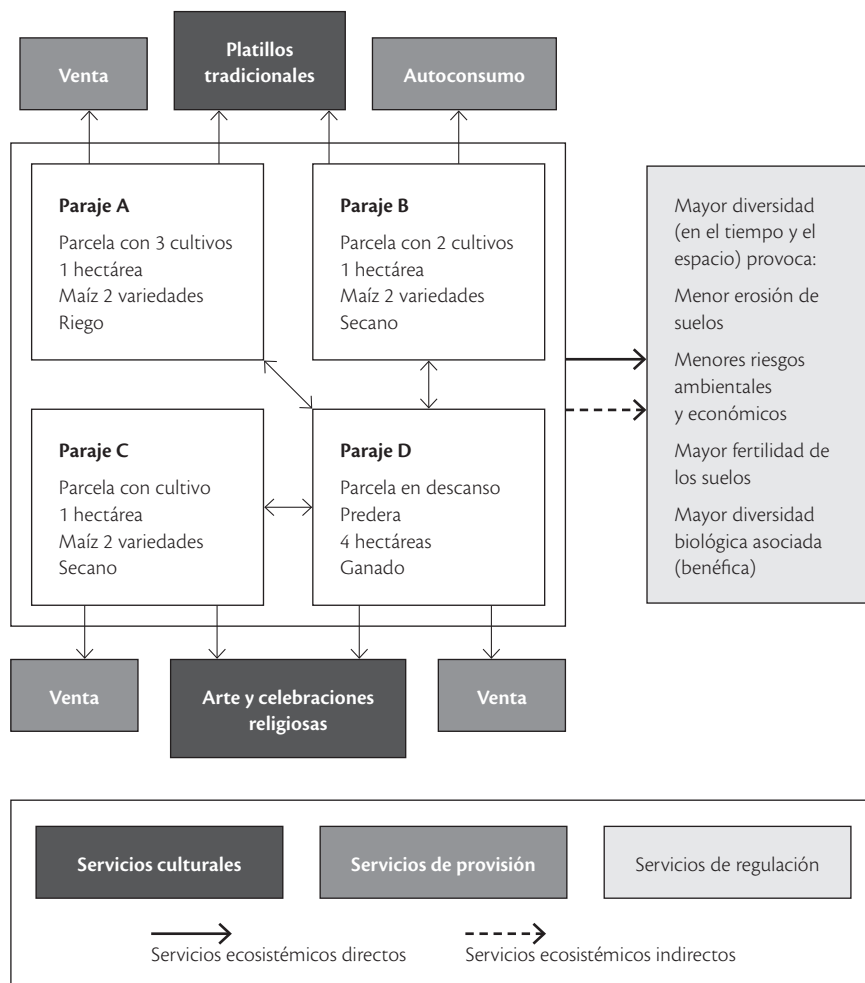 Venta
Platillos
tradicionales
Autoconsumo
Paraje A
Parcela con 3 cultivos
1 hectárea
Maíz 2 variedades
Riego
Paraje B
Parcela con 2 cultivos
1 hectárea
Maíz 2 variedades
Secano
Paraje C
Parcela con cultivo
1 hectárea
Maíz 2 variedades
Secano
Paraje D
Parcela en descanso
Predera
4 hectáreas
Ganado
Mayor diversidad
(en el tiempo y el
espacio) provoca:
Menor erosión de
suelos
Menores riesgos
ambientales
y económicos
Mayor fertilidad de
los suelos
Mayor diversidad
biológica asociada
(benéfica)
Venta
Arte y celebraciones
religiosas
Venta
Servicios culturales
Servicios de provisión
Servicios de regulación
Servicios ecosistémicos directos
Servicios ecosistémicos indirectos